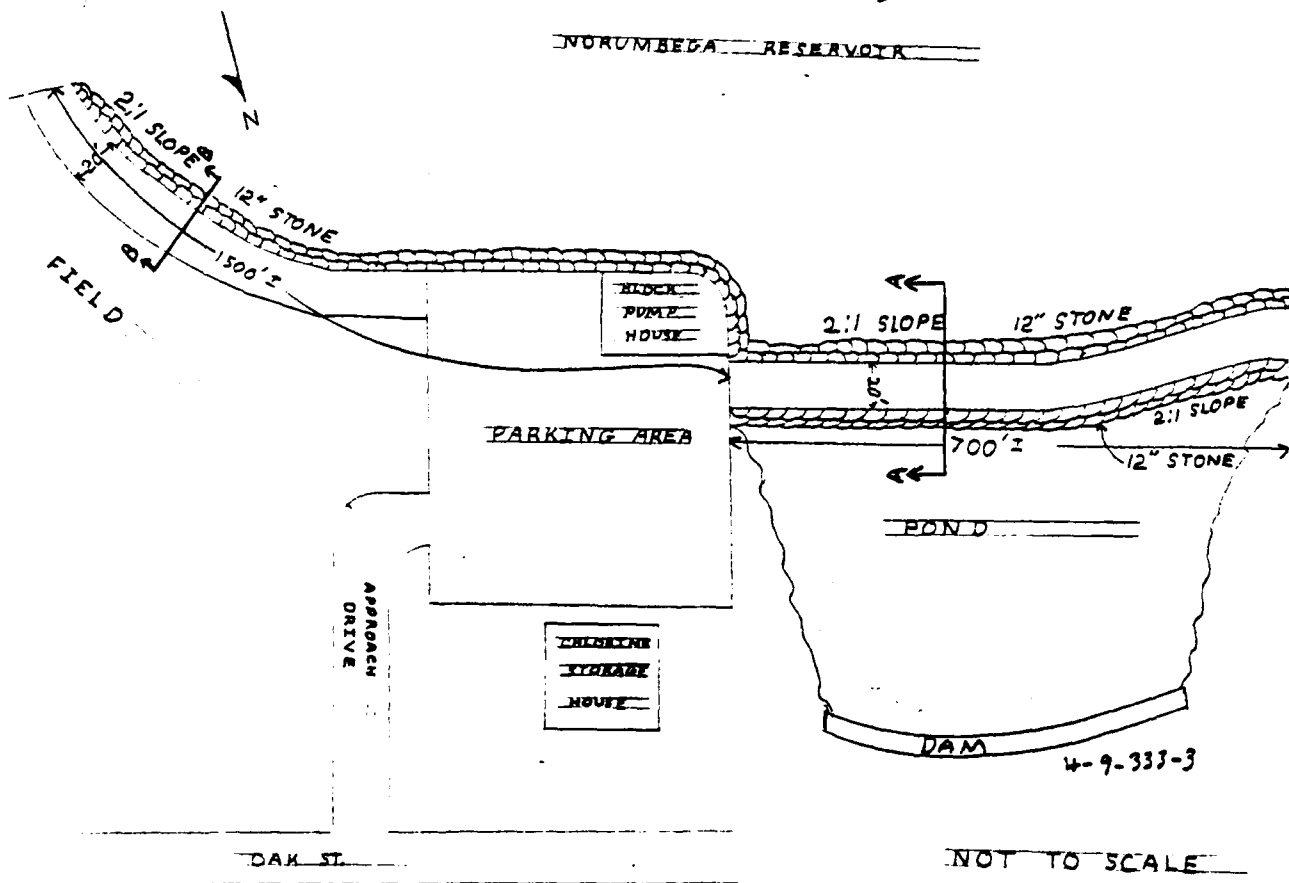 NORUMBEGA RESERVOIR
N
2:1 SLOPE
B
12" STONE
B
1500'±
FIELD
BLOCK
PUMP
HOUSE
A
2:1 SLOPE
12" STONE
20'
2:1 SLOPE
PARKING AREA
700'±
12" STONE
A
POND
APPROACH
DRIVE
CHLORINE
STORAGE
HOUSE
DAM
4-9-333-3
OAK ST.
NOT TO SCALE